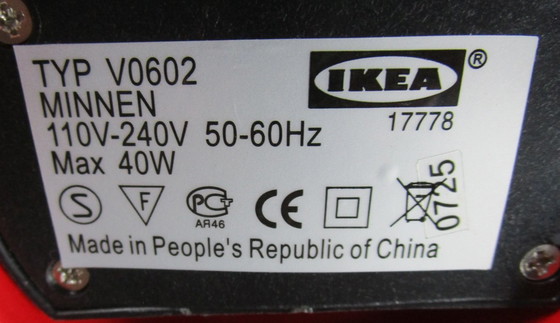 TYP V0602
IKEA®
MINNEN
17778
110V-240V 50-60Hz
Max 40W
S F PC AR46 CE
0725
Made in People's Republic of China